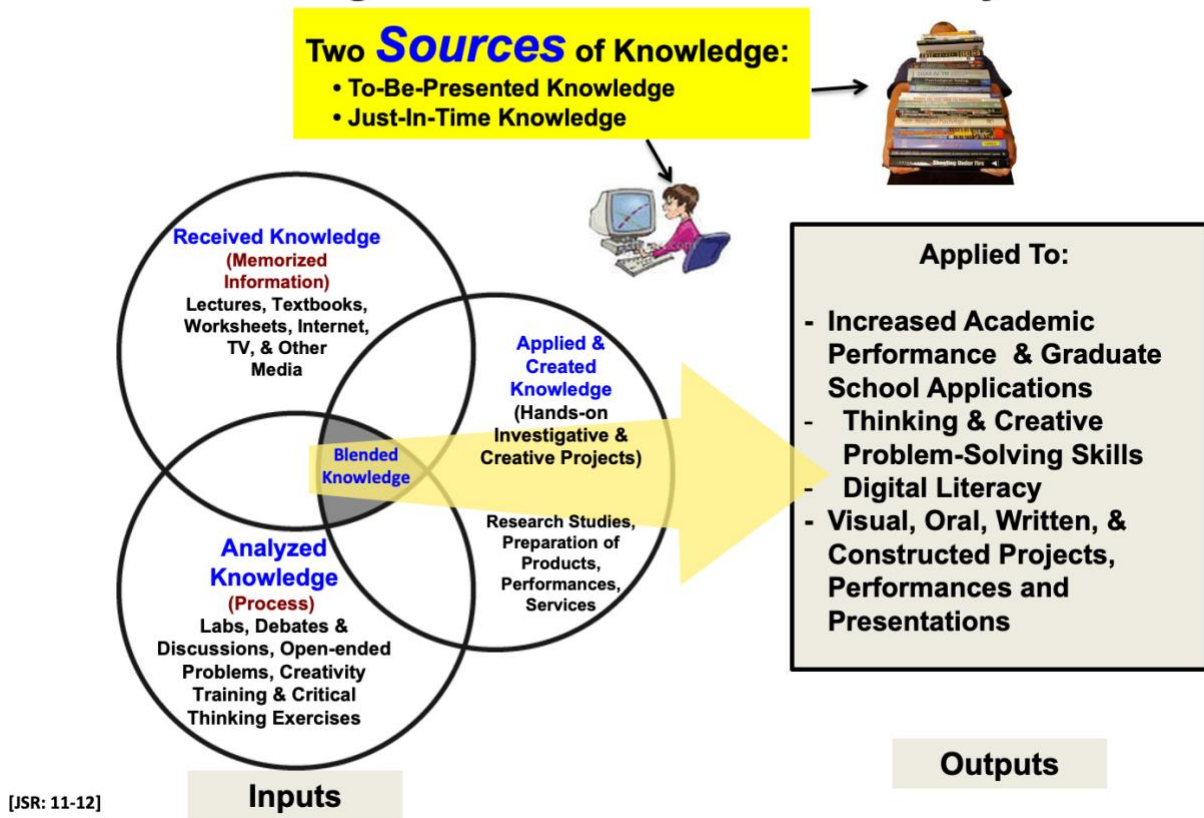 Two Sources of Knowledge:
• To-Be-Presented Knowledge
• Just-In-Time Knowledge
Received Knowledge
(Memorized
Information)
Lectures, Textbooks,
Worksheets, Internet,
TV, & Other
Media
Applied &
Created
Knowledge
(Hands-on
Investigative &
Creative Projects)
Research Studies,
Preparation of
Products,
Performances,
Services
Blended
Knowledge
Analyzed
Knowledge
(Process)
Labs, Debates &
Discussions, Open-ended
Problems, Creativity
Training & Critical
Thinking Exercises
Applied To:
- Increased Academic
Performance & Graduate
School Applications
- Thinking & Creative
Problem-Solving Skills
- Digital Literacy
- Visual, Oral, Written, &
Constructed Projects,
Performances and
Presentations
Inputs
Outputs
[JSR: 11-12]